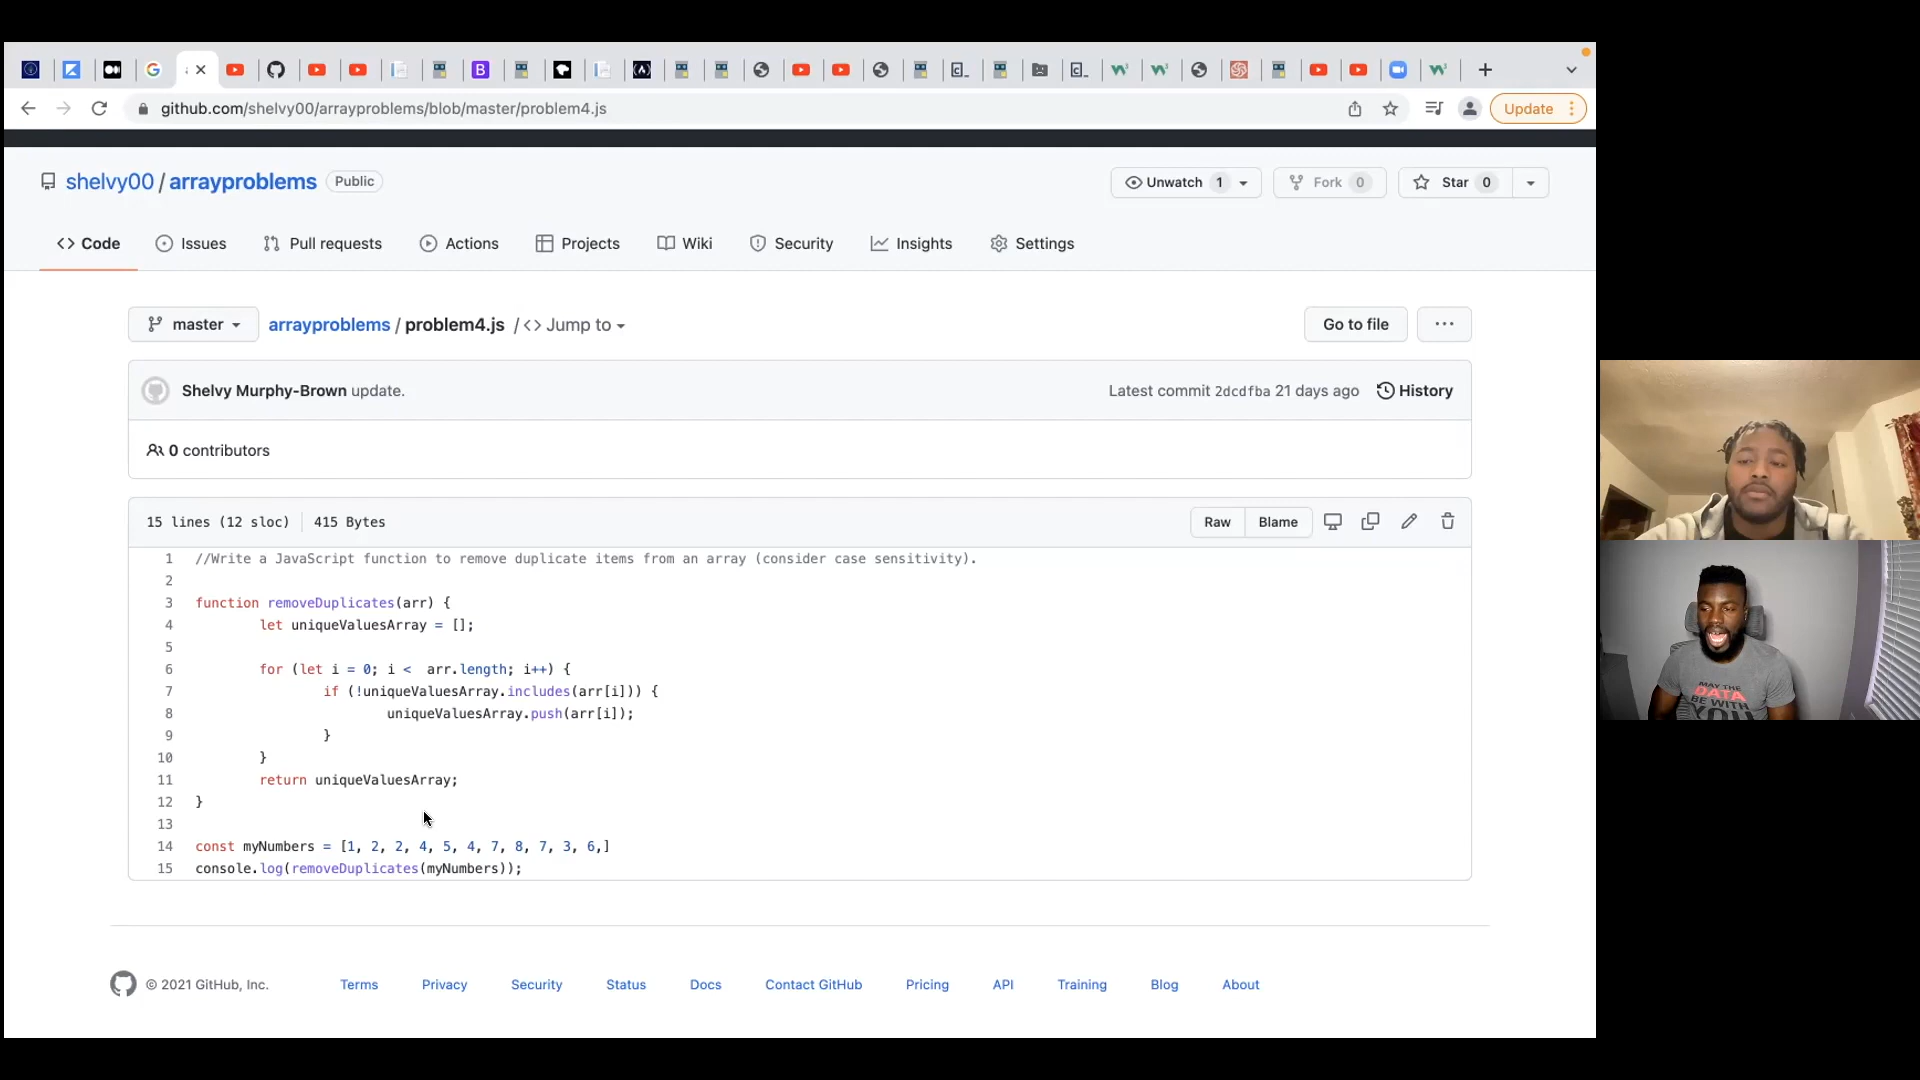 Update
github.com/shelvy00/arrayproblems/blob/master/problem4.js
shelvy00 / arrayproblems Public
Unwatch 1
Fork 0
Star 0
Code
Issues
Pull requests
Actions
Projects
Wiki
Security
Insights
Settings
master
arrayproblems / problem4.js / <> Jump to
Go to file
Shelvy Murphy-Brown update.
Latest commit 2dcdfba 21 days ago
History
0 contributors
15 lines (12 sloc) 415 Bytes
Raw
Blame
1 //Write a JavaScript function to remove duplicate items from an array (consider case sensitivity).
2
3 function removeDuplicates(arr) {
4 let uniqueValuesArray = [];
5
6 for (let i = 0; i <  arr.length; i++) {
7 if (!uniqueValuesArray.includes(arr[i])) {
8 uniqueValuesArray.push(arr[i]);
9 }
10 }
11 return uniqueValuesArray;
12 }
13
14 const myNumbers = [1, 2, 2, 4, 5, 4, 7, 8, 7, 3, 6,]
15 console.log(removeDuplicates(myNumbers));
© 2021 GitHub, Inc.
Terms
Privacy
Security
Status
Docs
Contact GitHub
Pricing
API
Training
Blog
About
MAY THE
DATA
BE WITH
YOU